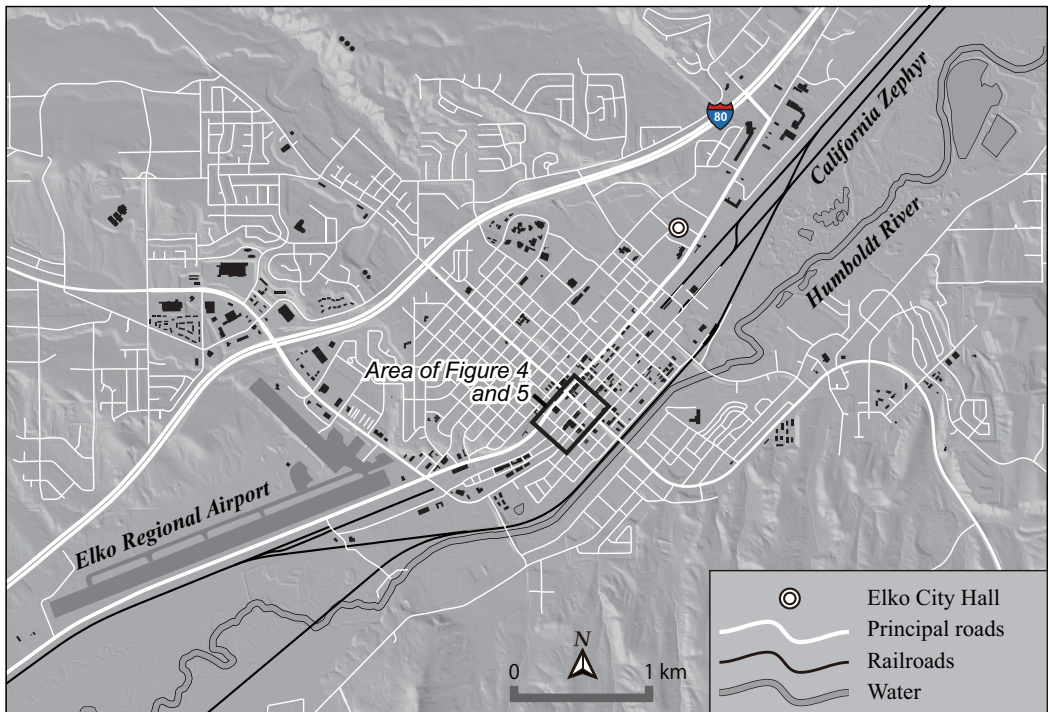 80
California Zephyr
Humboldt River
Area of Figure 4
and 5
Elko Regional Airport
N
0 1 km
Elko City Hall
Principal roads
Railroads
Water